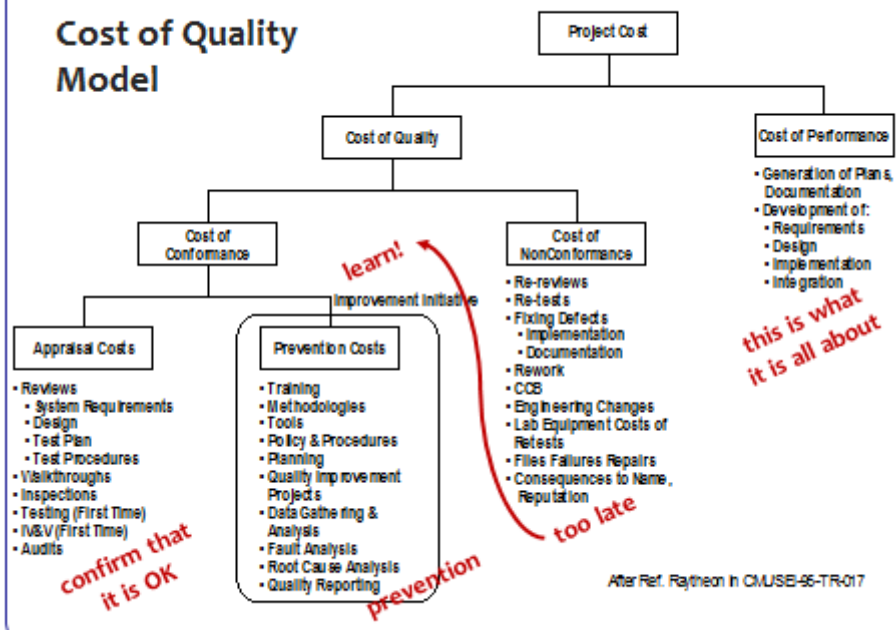 Cost of Quality
Model
Project Cost
Cost of Quality
Cost of Performance
▪ Generation of Plans,
Documentation
▪ Development of:
▪ Requirements
▪ Design
▪ Implementation
▪ Integration
this is what
it is all about
Cost of
Conformance
learn!
Cost of
NonConformance
▪ Re-reviews
▪ Re-tests
▪ Fixing Defects
▪ Implementation
▪ Documentation
▪ Rework
▪ CCB
▪ Engineering Changes
▪ Lab Equipment Costs of
Retests
▪ Files Failures Repairs
▪ Consequences to Name,
Reputation
too late
Improvement Initiative
Appraisal Costs
▪ Reviews
▪ System Requirements
▪ Design
▪ Test Plan
▪ Test Procedures
▪ Walkthroughs
▪ Inspections
▪ Testing (First Time)
▪ IV&V (First Time)
▪ Audits
confirm that
it is OK
Prevention Costs
▪ Training
▪ Methodologies
▪ Tools
▪ Policy & Procedures
▪ Planning
▪ Quality Improvement
Projects
▪ Data Gathering &
Analysis
▪ Fault Analysis
▪ Root Cause Analysis
▪ Quality Reporting
prevention
After Ref. Raytheon in CMUSEI-95-TR-017